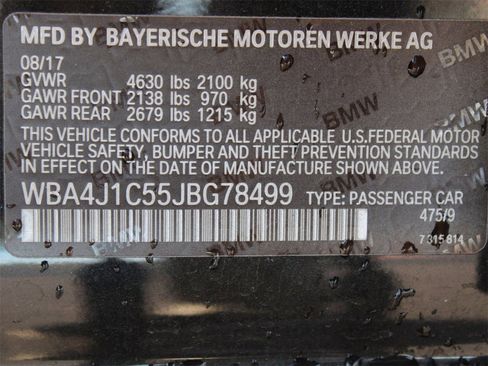 MFD BY BAYERISCHE MOTOREN WERKE AG
08/17
GVWR 4630 lbs 2100 kg
GAWR FRONT 2138 lbs 970 kg
GAWR REAR 2679 lbs 1215 kg
THIS VEHICLE CONFORMS TO ALL APPLICABLE U.S.FEDERAL MOTOR
VEHICLE SAFETY, BUMPER AND THEFT PREVENTION STANDARDS
IN EFFECT ON THE DATE OF MANUFACTURE SHOWN ABOVE.
WBA4J1C55JBG78499 TYPE: PASSENGER CAR
475/9
7 315 814
BMW
BMW
BMW